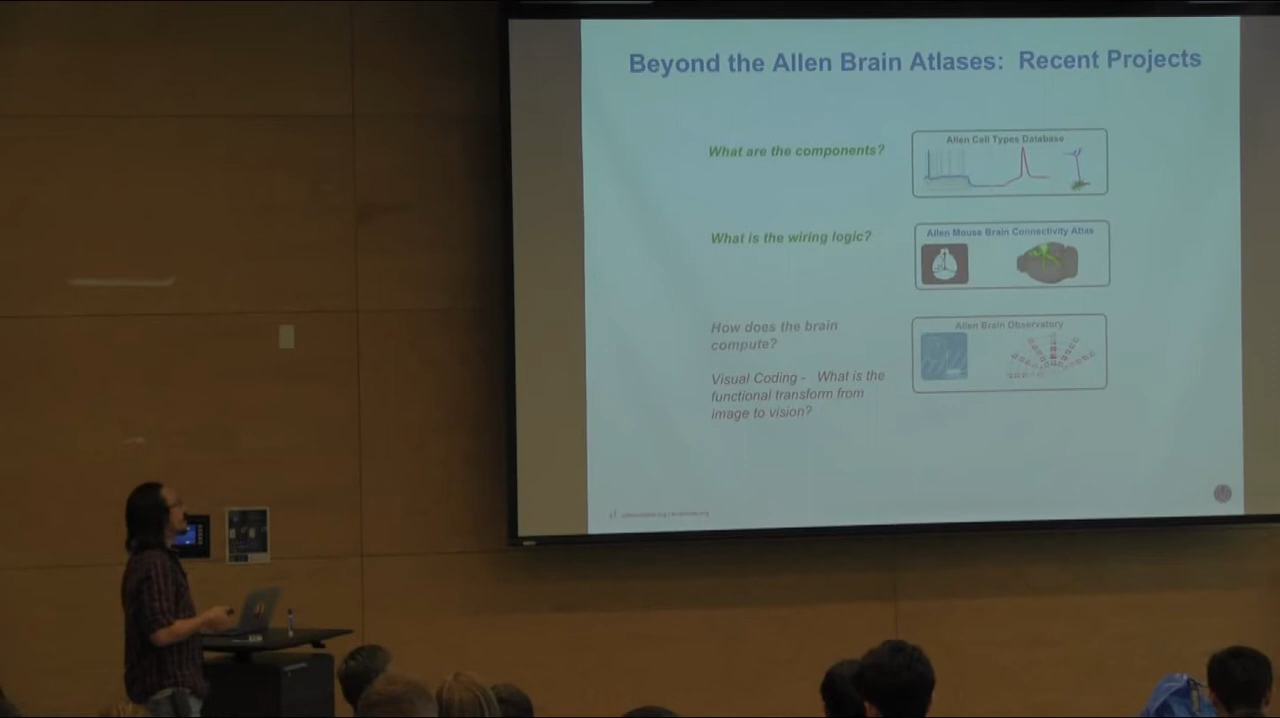 Beyond the Allen Brain Atlases: Recent Projects
What are the components?
Allen Cell Types Database
What is the wiring logic?
Allen Mouse Brain Connectivity Atlas
How does the brain
compute?
Allen Brain Observatory
Visual Coding - What is the
functional transform from
image to vision?